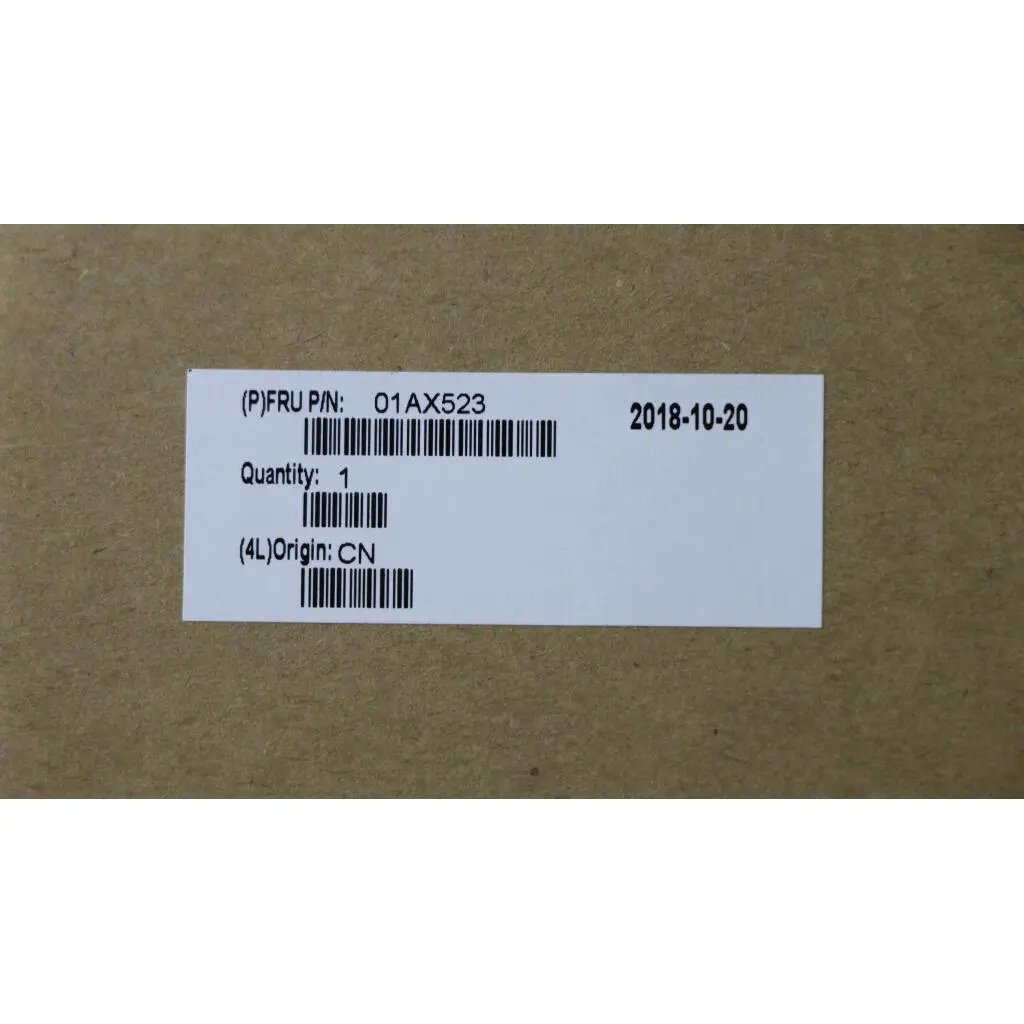 (P)FRU P/N: 01AX523 2018-10-20
Quantity: 1
(4L)Origin: CN